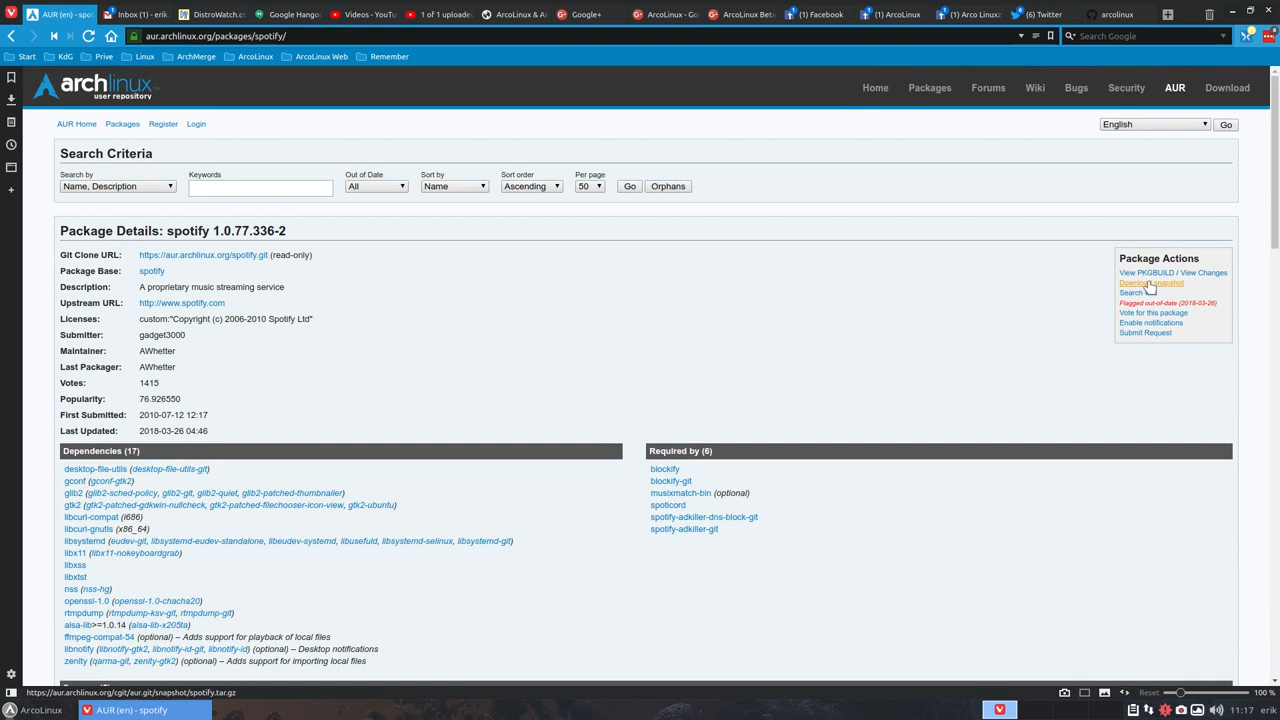 AUR (en) - spot
Inbox (1) - erik
DistroWatch.c
Google Hangou
Videos - YouTu
1 of 1 uploade
ArcoLinux & A
Google+
ArcoLinux - Go
ArcoLinux Beta
(1) Facebook
(1) ArcoLinux
(1) Arco Linux
(6) Twitter
arcolinux
aur.archlinux.org/packages/spotify/
Search Google
Start
KdG
Prive
Linux
ArchMerge
ArcoLinux
ArcoLinux Web
Remember
archlinux
user repository
Home
Packages
Forums
Wiki
Bugs
Security
AUR
Download
AUR Home
Packages
Register
Login
English
Go
Search Criteria
Search by
Keywords
Out of Date
Sort by
Sort order
Per page
Name, Description
All
Name
Ascending
50
Go
Orphans
Package Details: spotify 1.0.77.336-2
Git Clone URL: https://aur.archlinux.org/spotify.git (read-only)
Package Base: spotify
Description: A proprietary music streaming service
Upstream URL: http://www.spotify.com
Licenses: custom:"Copyright (c) 2006-2010 Spotify Ltd"
Submitter: gadget3000
Maintainer: AWhetter
Last Packager: AWhetter
Votes: 1415
Popularity: 76.926550
First Submitted: 2010-07-12 12:17
Last Updated: 2018-03-26 04:46
Package Actions
View PKGBUILD / View Changes
Download snapshot
Search
Flagged out-of-date (2018-03-26)
Vote for this package
Enable notifications
Submit Request
Dependencies (17)
desktop-file-utils (desktop-file-utils-git)
gconf (gconf-gtk2)
glib2 (glib2-sched-policy, glib2-git, glib2-quiet, glib2-patched-thumbnailer)
gtk2 (gtk2-patched-gdkwin-nullcheck, gtk2-patched-filechooser-icon-view, gtk2-ubuntu)
libcurl-compat (i686)
libcurl-gnutls (x86_64)
libsystemd (eudev-git, libsystemd-eudev-standalone, libeudev-systemd, libusefuld, libsystemd-selinux, libsystemd-git)
libx11 (libx11-nokeyboardgrab)
libxss
libxtst
nss (nss-hg)
openssl-1.0 (openssl-1.0-chacha20)
rtmpdump (rtmpdump-ksv-git, rtmpdump-git)
alsa-lib>=1.0.14 (alsa-lib-x205ta)
ffmpeg-compat-54 (optional) – Adds support for playback of local files
libnotify (libnotify-gtk2, libnotify-id-git, libnotify-id) (optional) – Desktop notifications
zenity (qarma-git, zenity-gtk2) (optional) – Adds support for importing local files
Required by (6)
blockify
blockify-git
musixmatch-bin (optional)
spoticord
spotify-adkiller-dns-block-git
spotify-adkiller-git
https://aur.archlinux.org/cgit/aur.git/snapshot/spotify.tar.gz
Reset
100 %
ArcoLinux
AUR (en) - spotify
11:17
erik